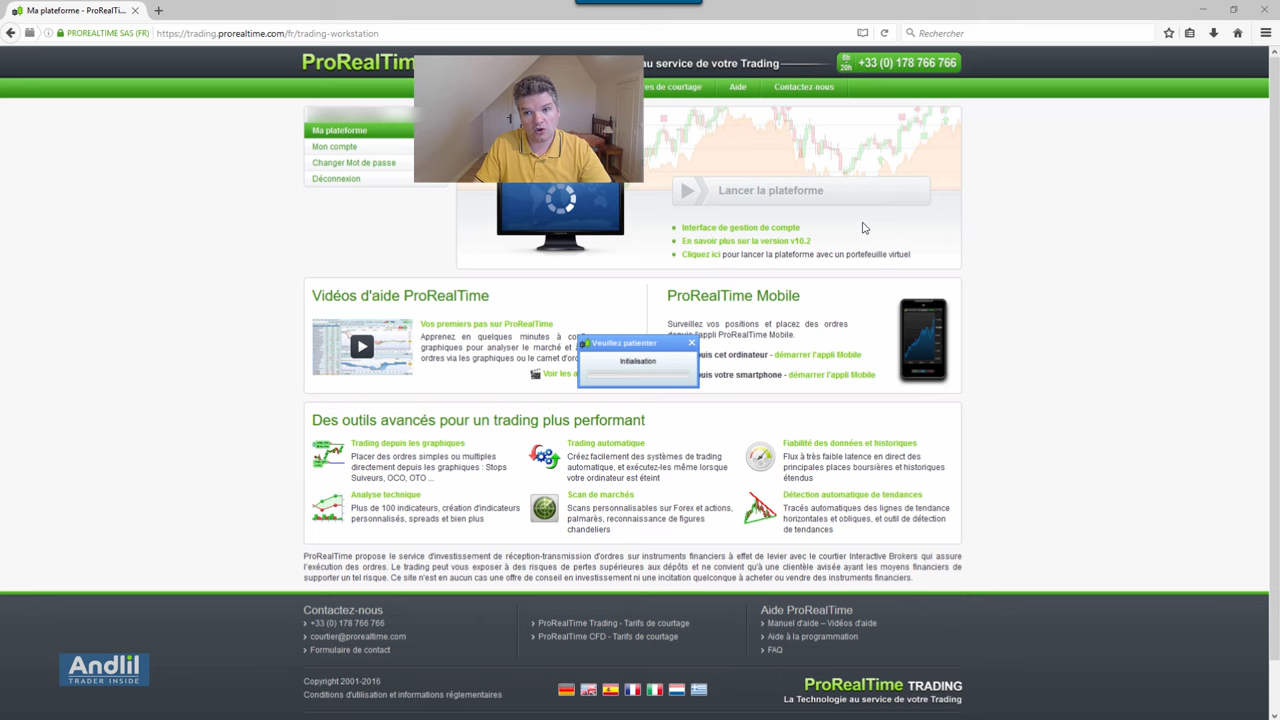 Ma plateforme - ProRealTi...
PROREALTIME SAS (FR)
https://trading.prorealtime.com/fr/trading-workstation
Rechercher
ProRealTime
au service de votre Trading
8h
20h
+33 (0) 178 766 766
res de courtage
Aide
Contactez-nous
Ma plateforme
Mon compte
Changer Mot de passe
Déconnexion
Lancer la plateforme
Interface de gestion de compte
En savoir plus sur la version v10.2
Cliquez ici pour lancer la plateforme avec un portefeuille virtuel
Vidéos d'aide ProRealTime
Vos premiers pas sur ProRealTime
Apprenez en quelques minutes à
graphiques pour analyser le marché et
ordres via les graphiques ou le carnet d'or
Voir les
ProRealTime Mobile
Surveillez vos positions et placez des ordres
depuis l'appli ProRealTime Mobile.
puis cet ordinateur - démarrer l'appli Mobile
puis votre smartphone - démarrer l'appli Mobile
Veuillez patienter
Initialisation
Des outils avancés pour un trading plus performant
Trading depuis les graphiques
Placer des ordres simples ou multiples
directement depuis les graphiques : Stops
Suiveurs, OCO, OTO ...
Trading automatique
Créez facilement des systèmes de trading
automatique, et exécutez-les même lorsque
votre ordinateur est éteint
Fiabilité des données et historiques
Flux à très faible latence en direct des
principales places boursières et historiques
étendus
Analyse technique
Plus de 100 indicateurs, création d'indicateurs
personnalisés, spreads et bien plus
Scan de marchés
Scans personnalisables sur Forex et actions,
palmarès, reconnaissance de figures
chandeliers
Détection automatique de tendances
Tracés automatiques des lignes de tendance
horizontales et obliques, et outil de détection
de tendances
ProRealTime propose le service d'investissement de réception-transmission d'ordres sur instruments financiers à effet de levier avec le courtier Interactive Brokers qui assure
l'exécution des ordres. Le trading peut vous exposer à des risques de pertes supérieures aux dépôts et ne convient qu'à une clientèle avisée ayant les moyens financiers de
supporter un tel risque. Ce site n'est en aucun cas une offre de conseil en investissement ni une incitation quelconque à acheter ou vendre des instruments financiers.
Contactez-nous
+33 (0) 178 766 766
courtier@prorealtime.com
Formulaire de contact
ProRealTime Trading - Tarifs de courtage
ProRealTime CFD - Tarifs de courtage
Aide ProRealTime
Manuel d'aide – Vidéos d'aide
Aide à la programmation
FAQ
Andlil
TRADER INSIDE
Copyright 2001-2016
Conditions d'utilisation et informations réglementaires
ProRealTime TRADING
La Technologie au service de votre Trading